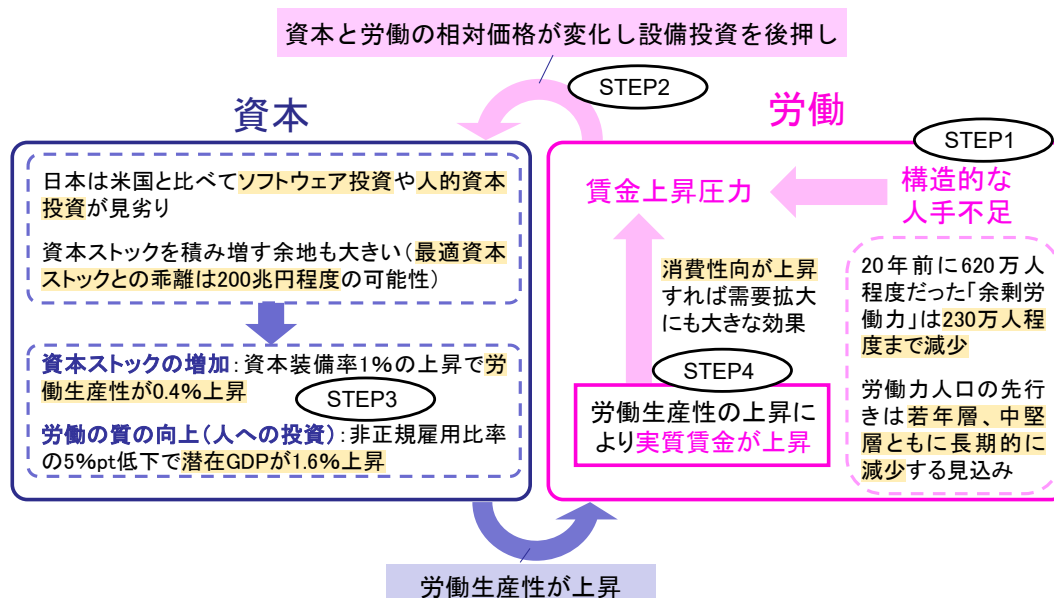 資本と労働の相対価格が変化し設備投資を後押し
STEP2
資本
労働
STEP1
日本は米国と比べてソフトウェア投資や人的資本
投資が見劣り
資本ストックを積み増す余地も大きい（最適資本
ストックとの乖離は200兆円程度の可能性）
資本ストックの増加：資本装備率1％の上昇で労
働生産性が0.4％上昇
STEP3
労働の質の向上（人への投資）：非正規雇用比率
の5%pt低下で潜在GDPが1.6%上昇
賃金上昇圧力
構造的な
人手不足
消費性向が上昇
すれば需要拡大
にも大きな効果
STEP4
労働生産性の上昇に
より実質賃金が上昇
20年前に620万人
程度だった「余剰労
働力」は230万人程
度まで減少
労働力人口の先行
きは若年層、中堅
層ともに長期的に
減少する見込み
労働生産性が上昇